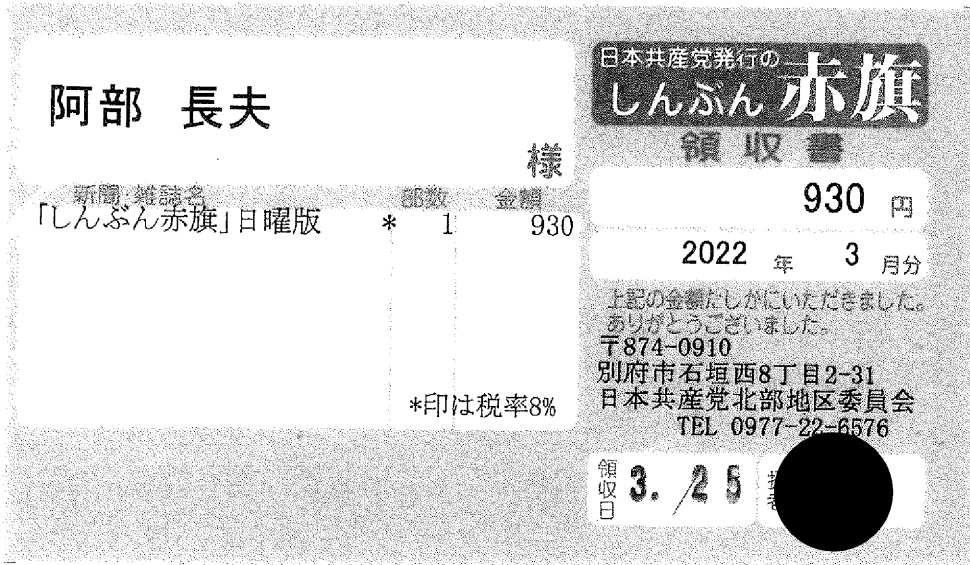 阿部 長夫
様
新聞・雑誌名 部数 金額
「しんぶん赤旗」日曜版 * 1 930
*印は税率8%
日本共産党発行の
しんぶん 赤旗
領収書
930 円
2022 年 3 月分
上記の金額たしかにいただきました。
ありがとうございました。
〒874-0910
別府市石垣西8丁目2-31
日本共産党北部地区委員会
TEL 0977-22-6576
領収日 3. /25